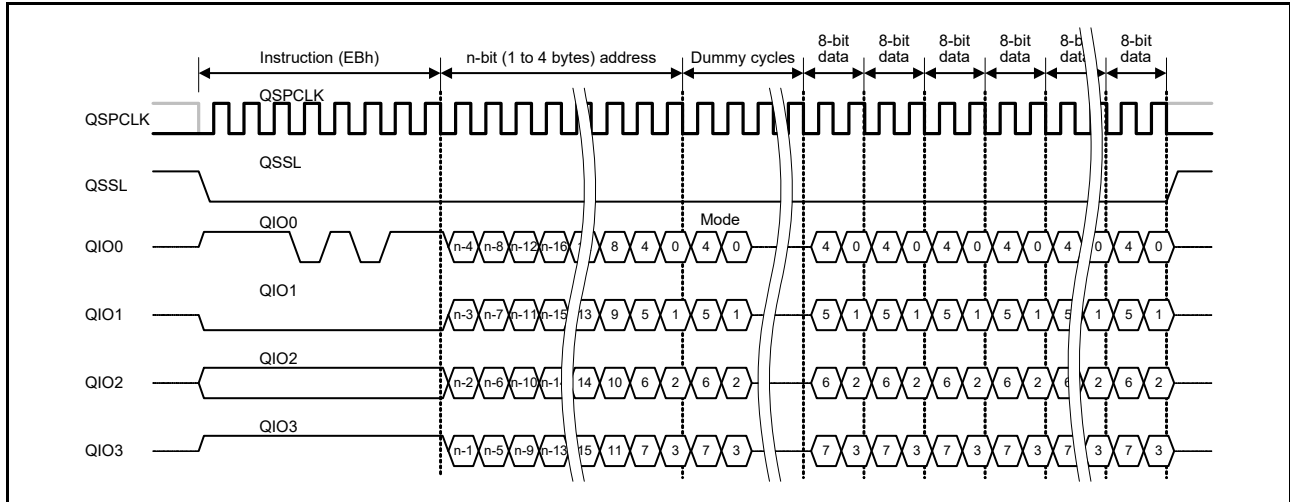 8-bit data 8-bit data 8-bit data 8-bit data 8-bit data 8-bit data
Instruction (EBh) n-bit (1 to 4 bytes) address Dummy cycles
QSPCLK
QSPCLK
QSSL
QSSL
QIO0
Mode
QIO0 n-4 n-8 n-12 n-16 8 4 0 4 0 4 0 4 0 4 0 4 0 4 0 4 0
QIO1
QIO1 n-3 n-7 n-11 n-15 13 9 5 1 5 1 5 1 5 1 5 1 5 1 5 1 5 1
QIO2
QIO2 n-2 n-6 n-10 n-14 14 10 6 2 6 2 6 2 6 2 6 2 6 2 6 2 6 2
QIO3
QIO3 n-1 n-5 n-9 n-13 15 11 7 3 7 3 7 3 7 3 7 3 7 3 7 3 7 3